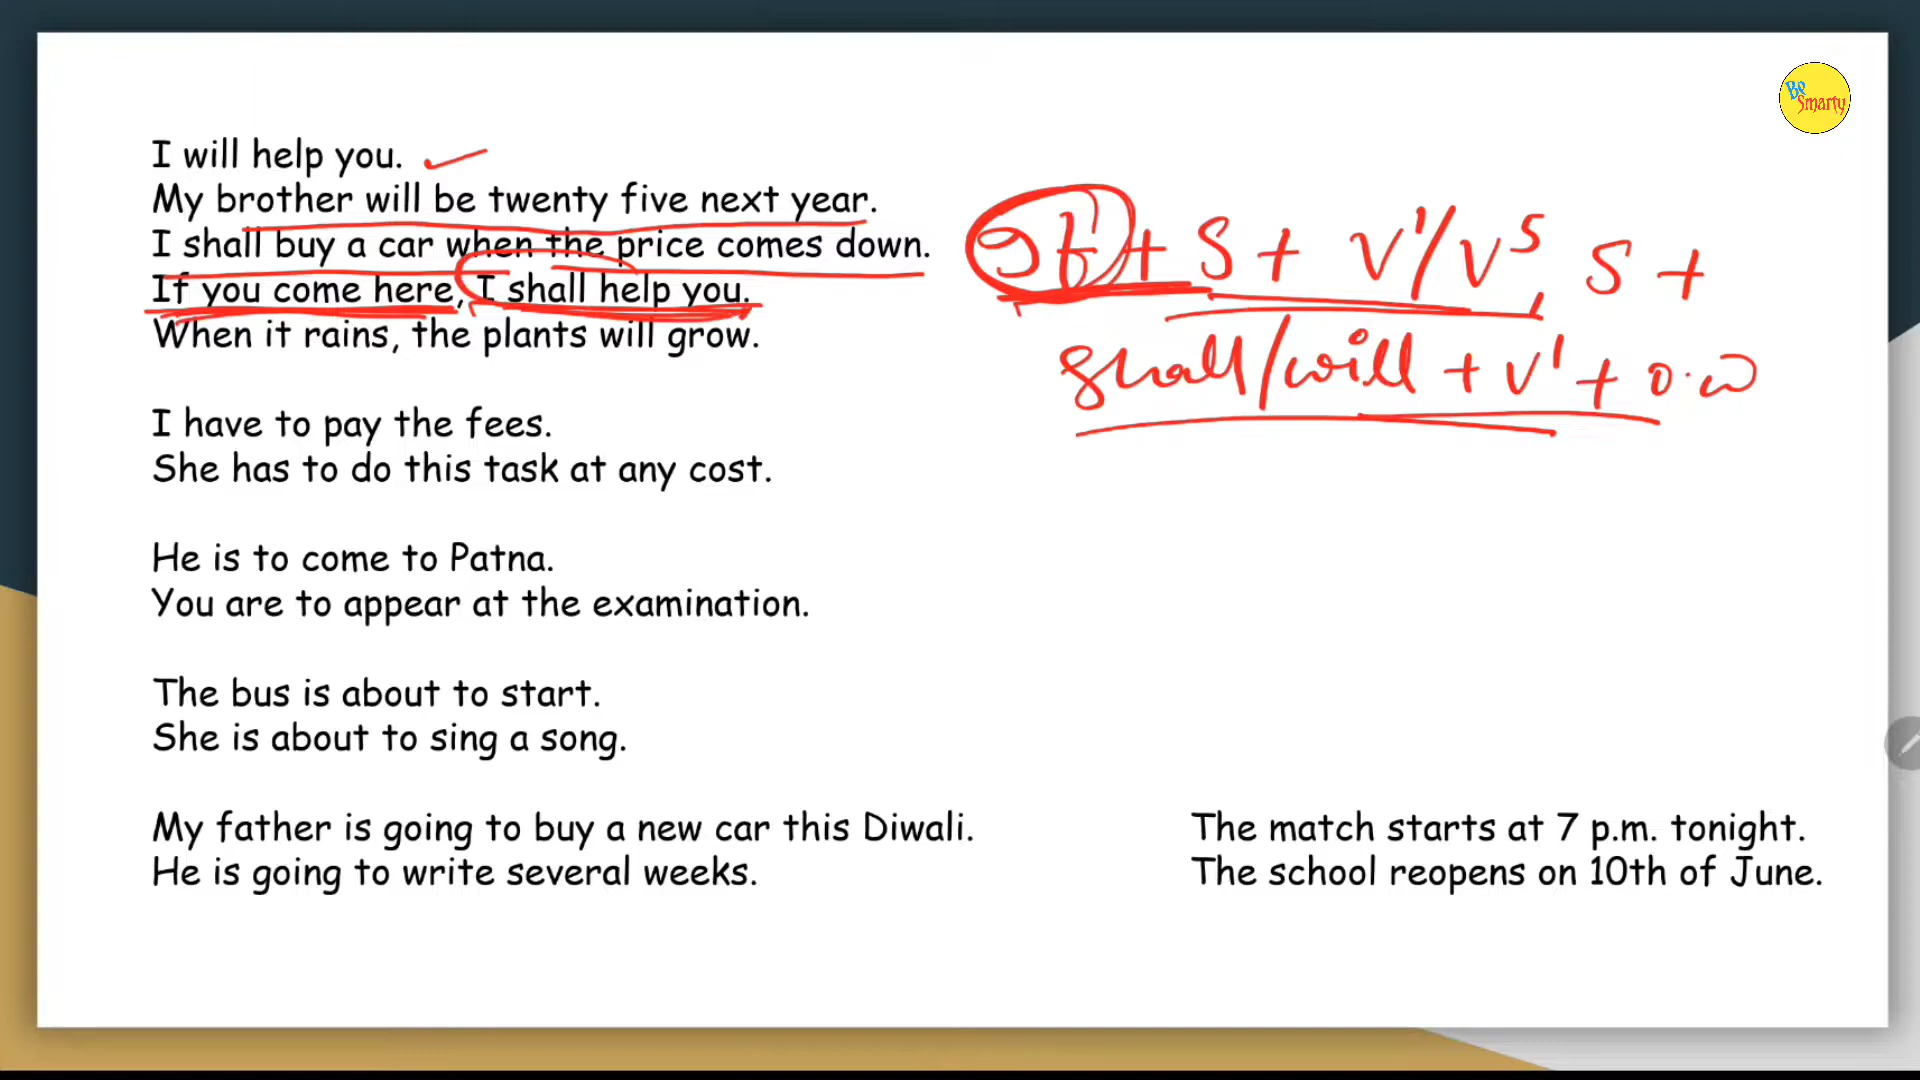 Be
Smarty
I will help you.
My brother will be twenty five next year.
I shall buy a car when the price comes down.
If you come here, I shall help you.
When it rains, the plants will grow.
If + S + V¹/V⁵, S +
shall/will + V¹ + o.w
I have to pay the fees.
She has to do this task at any cost.
He is to come to Patna.
You are to appear at the examination.
The bus is about to start.
She is about to sing a song.
My father is going to buy a new car this Diwali.
He is going to write several weeks.
The match starts at 7 p.m. tonight.
The school reopens on 10th of June.